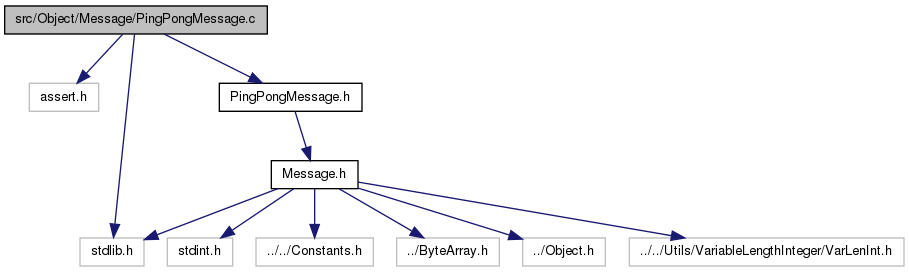 src/Object/Message/PingPongMessage.c
assert.h
PingPongMessage.h
Message.h
stdlib.h
stdint.h
../../Constants.h
../ByteArray.h
../Object.h
../../Utils/VariableLengthInteger/VarLenInt.h